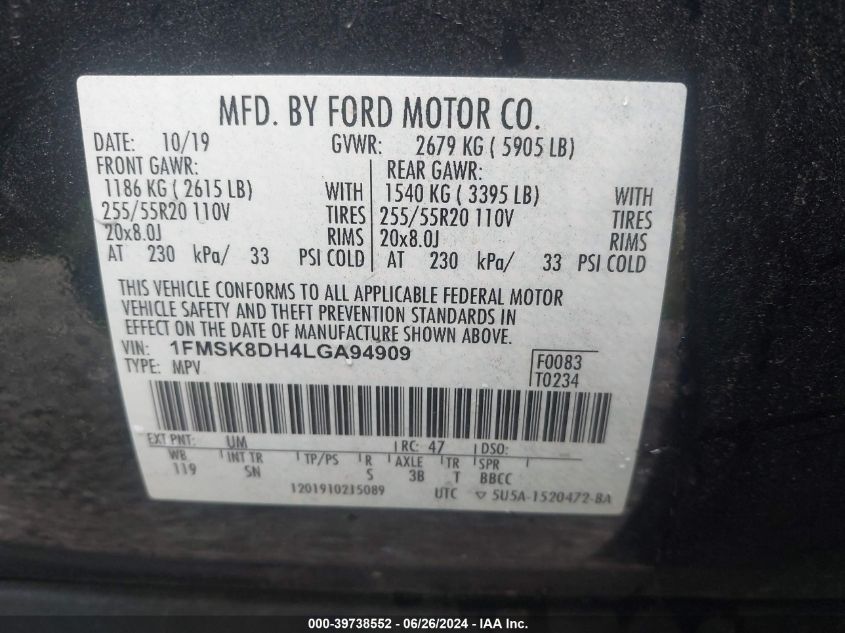 MFD. BY FORD MOTOR CO.
DATE: 10/19 GVWR: 2679 KG ( 5905 LB)
FRONT GAWR: REAR GAWR:
1186 KG ( 2615 LB) WITH 1540 KG ( 3395 LB) WITH
255/55R20 110V TIRES 255/55R20 110V TIRES
20x8.0J RIMS 20x8.0J RIMS
AT 230 kPa/ 33 PSI COLD AT 230 kPa/ 33 PSI COLD
THIS VEHICLE CONFORMS TO ALL APPLICABLE FEDERAL MOTOR
VEHICLE SAFETY AND THEFT PREVENTION STANDARDS IN
EFFECT ON THE DATE OF MANUFACTURE SHOWN ABOVE.
VIN: 1FMSK8DH4LGA94909
TYPE: MPV
F0083
T0234
EXT PNT: UM RC: 47 DSO:
WB INT TR TP/PS R AXLE TR SPR
119 SN S 3B T BBCC
1201910215089 UTC ▽ 5U5A-1520472-BA
000-39738552 - 06/26/2024 - IAA Inc.